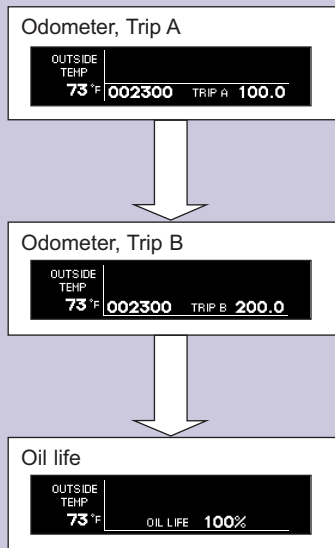 Odometer, Trip A
OUTSIDE
TEMP
73 °F 002300 TRIP A 100.0
Odometer, Trip B
OUTSIDE
TEMP
73 °F 002300 TRIP B 200.0
Oil life
OUTSIDE
TEMP
73 °F OIL LIFE 100%